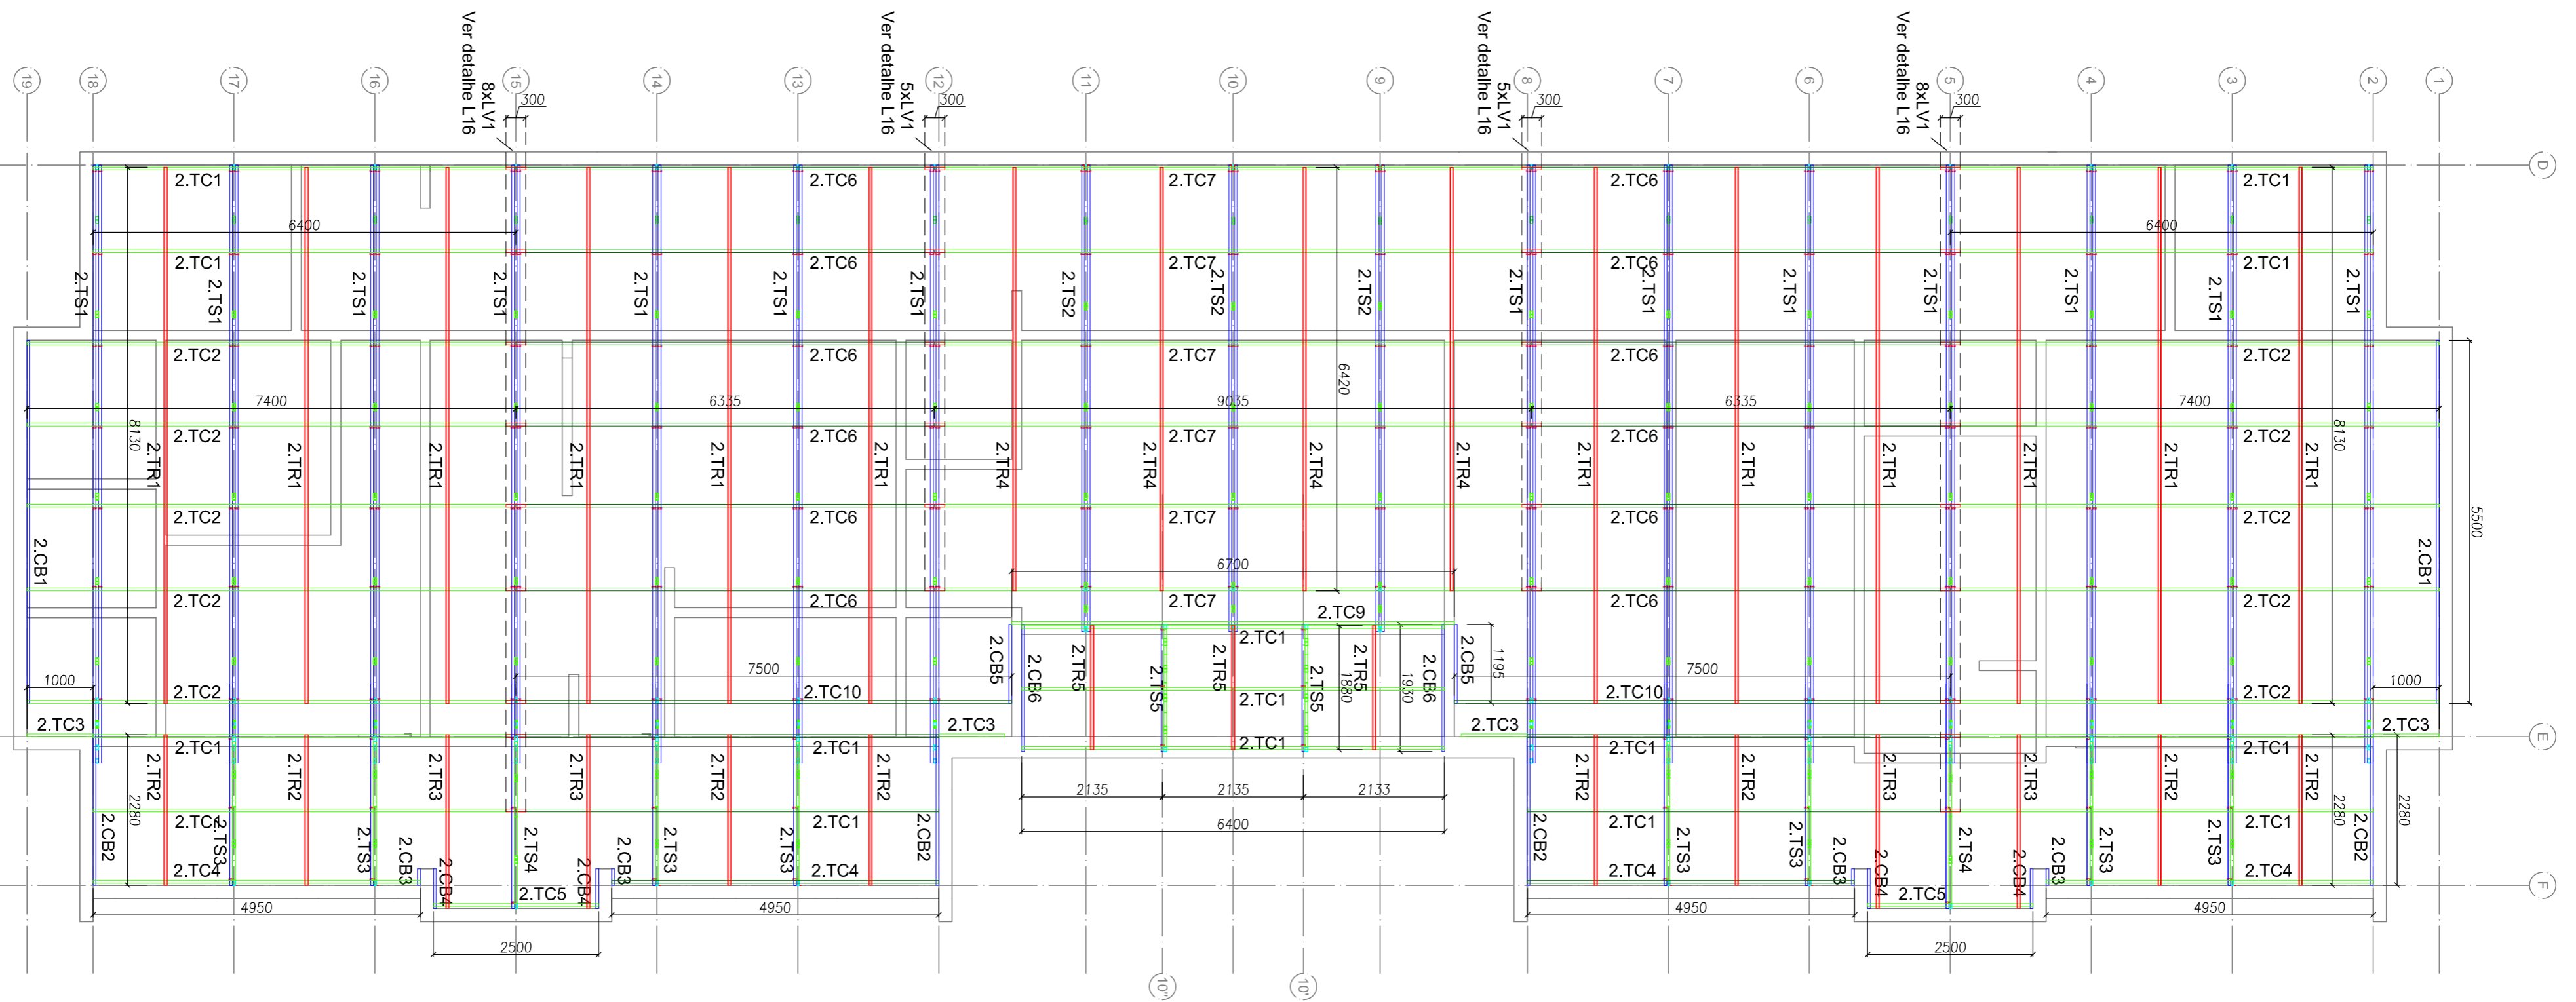 Ver detalhe L16
8xLV1
Ver detalhe L16
5xLV1
Ver detalhe L16
5xLV1
Ver detalhe L16
8xLV1
19
18
17
16
15
14
13
12
11
10
9
8
7
6
5
4
3
2
1
300
300
300
300
D
2.TC1
2.TC6
2.TC7
2.TC6
2.TC1
6400
6420
6400
2.TC1
2.TC6
2.TC7
2.TC6
2.TC1
2.TS1
2.TS1
2.TS1
2.TS1
2.TS1
2.TS1
2.TS1
2.TS2
2.TS2
2.TS2
2.TS1
2.TS1
2.TS1
2.TS1
2.TS1
2.TS1
2.TS1
2.TC2
2.TC6
2.TC7
2.TC6
2.TC2
7400
6335
9035
6335
7400
2.TC2
2.TC6
2.TC7
2.TC6
2.TC2
8130
2.TR1
2.TR1
2.TR1
2.TR1
2.TR1
2.TR1
2.TR4
2.TR4
2.TR4
2.TR4
2.TR1
2.TR1
2.TR1
2.TR1
2.TR1
2.TR1
8130
5500
2.TC2
2.TC6
2.TC7
2.TC6
2.TC2
2.CB1
6700
2.CB1
2.TC2
2.TC6
2.TC7
2.TC9
2.TC6
2.TC2
2.TC1
1000
7500
2.CB5
2.CB6
2.TR5
2.TS5
2.TR5
2.TS5
2.TR5
1880
1930
2.CB6
2.CB5
1195
7500
1000
2.TC2
2.TC10
2.TC1
2.TC10
2.TC2
2.TC3
2.TC3
2.TC3
2.TC3
E
2.TC1
2.TC1
2.TC1
2.TC1
2.TC1
2.TR2
2.TR2
2.TR3
2.TR3
2.TR2
2.TR2
2135
2135
2133
2.TR2
2.TR2
2.TR3
2.TR3
2.TR2
2.TR2
2280
2280
2280
2.TC1
2.TC1
6400
2.TC1
2.TC1
2.CB2
2.TS3
2.TS3
2.CB3
2.CB4
2.TS4
2.CB4
2.CB3
2.TS3
2.TS3
2.CB2
2.CB2
2.TS3
2.TS3
2.CB3
2.CB4
2.TS4
2.CB4
2.CB3
2.TS3
2.TS3
2.CB2
2.TC4
2.TC4
2.TC4
2.TC4
F
2.TC5
2.TC5
4950
4950
4950
4950
2500
2500
10"
10'